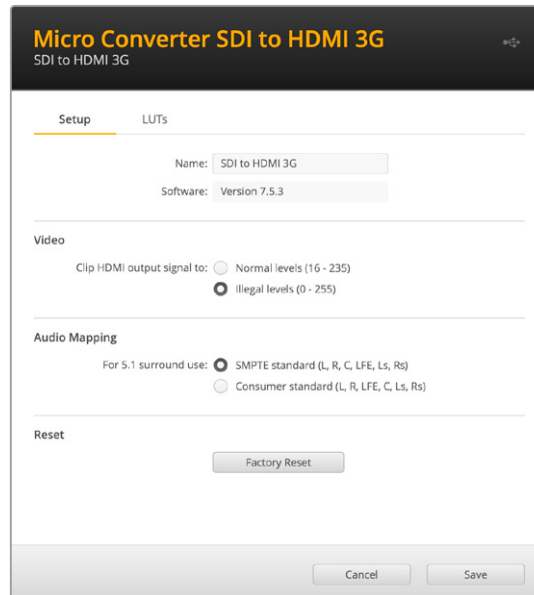 Micro Converter SDI to HDMI 3G
SDI to HDMI 3G
Setup LUTs
Name: SDI to HDMI 3G
Software: Version 7.5.3
Video
Clip HDMI output signal to: Normal levels (16 - 235)
Illegal levels (0 - 255)
Audio Mapping
For 5.1 surround use: SMPTE standard (L, R, C, LFE, Ls, Rs)
Consumer standard (L, R, LFE, C, Ls, Rs)
Reset
Factory Reset
Cancel Save